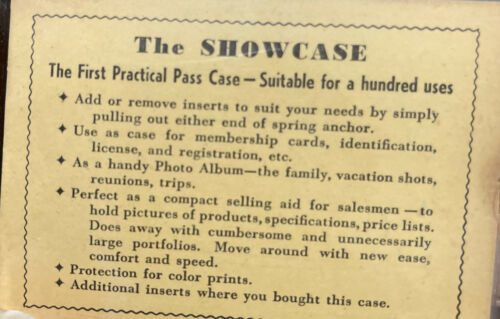 The SHOWCASE
The First Practical Pass Case — Suitable for a hundred uses
✦ Add or remove inserts to suit your needs by simply
pulling out either end of spring anchor.
✦ Use as case for membership cards, identification,
license, and registration, etc.
✦ As a handy Photo Album—the family, vacation shots,
reunions, trips.
✦ Perfect as a compact selling aid for salesmen —to
hold pictures of products, specifications, price lists.
Does away with cumbersome and unnecessarily
large portfolios. Move around with new ease,
comfort and speed.
✦ Protection for color prints.
✦ Additional inserts where you bought this case.